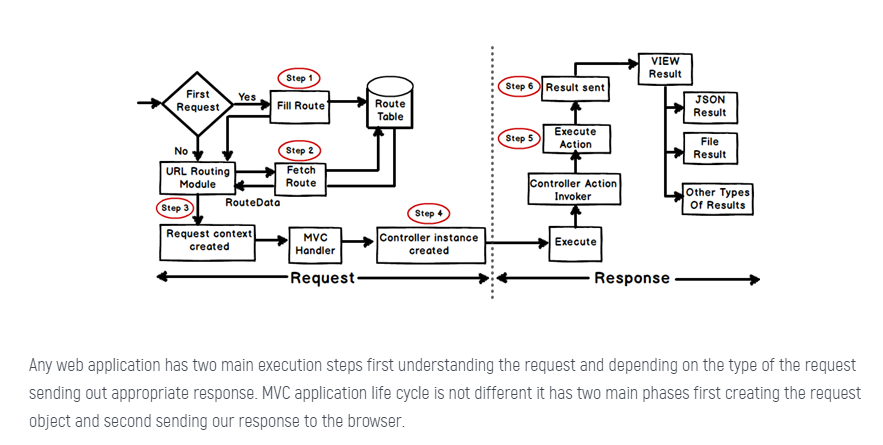 First
Request
Yes
No
Step 1
Fill Route
Route
Table
Step 2
Fetch
Route
URL Routing
Module
RouteData
Step 3
Request context
created
MVC
Handler
Step 4
Controller instance
created
Request
Execute
Controller Action
Invoker
Step 5
Execute
Action
Step 6
Result sent
VIEW
Result
JSON
Result
File
Result
Other Types
Of Results
Response
Any web application has two main execution steps first understanding the request and depending on the type of the request
sending out appropriate response. MVC application life cycle is not different it has two main phases first creating the request
object and second sending our response to the browser.